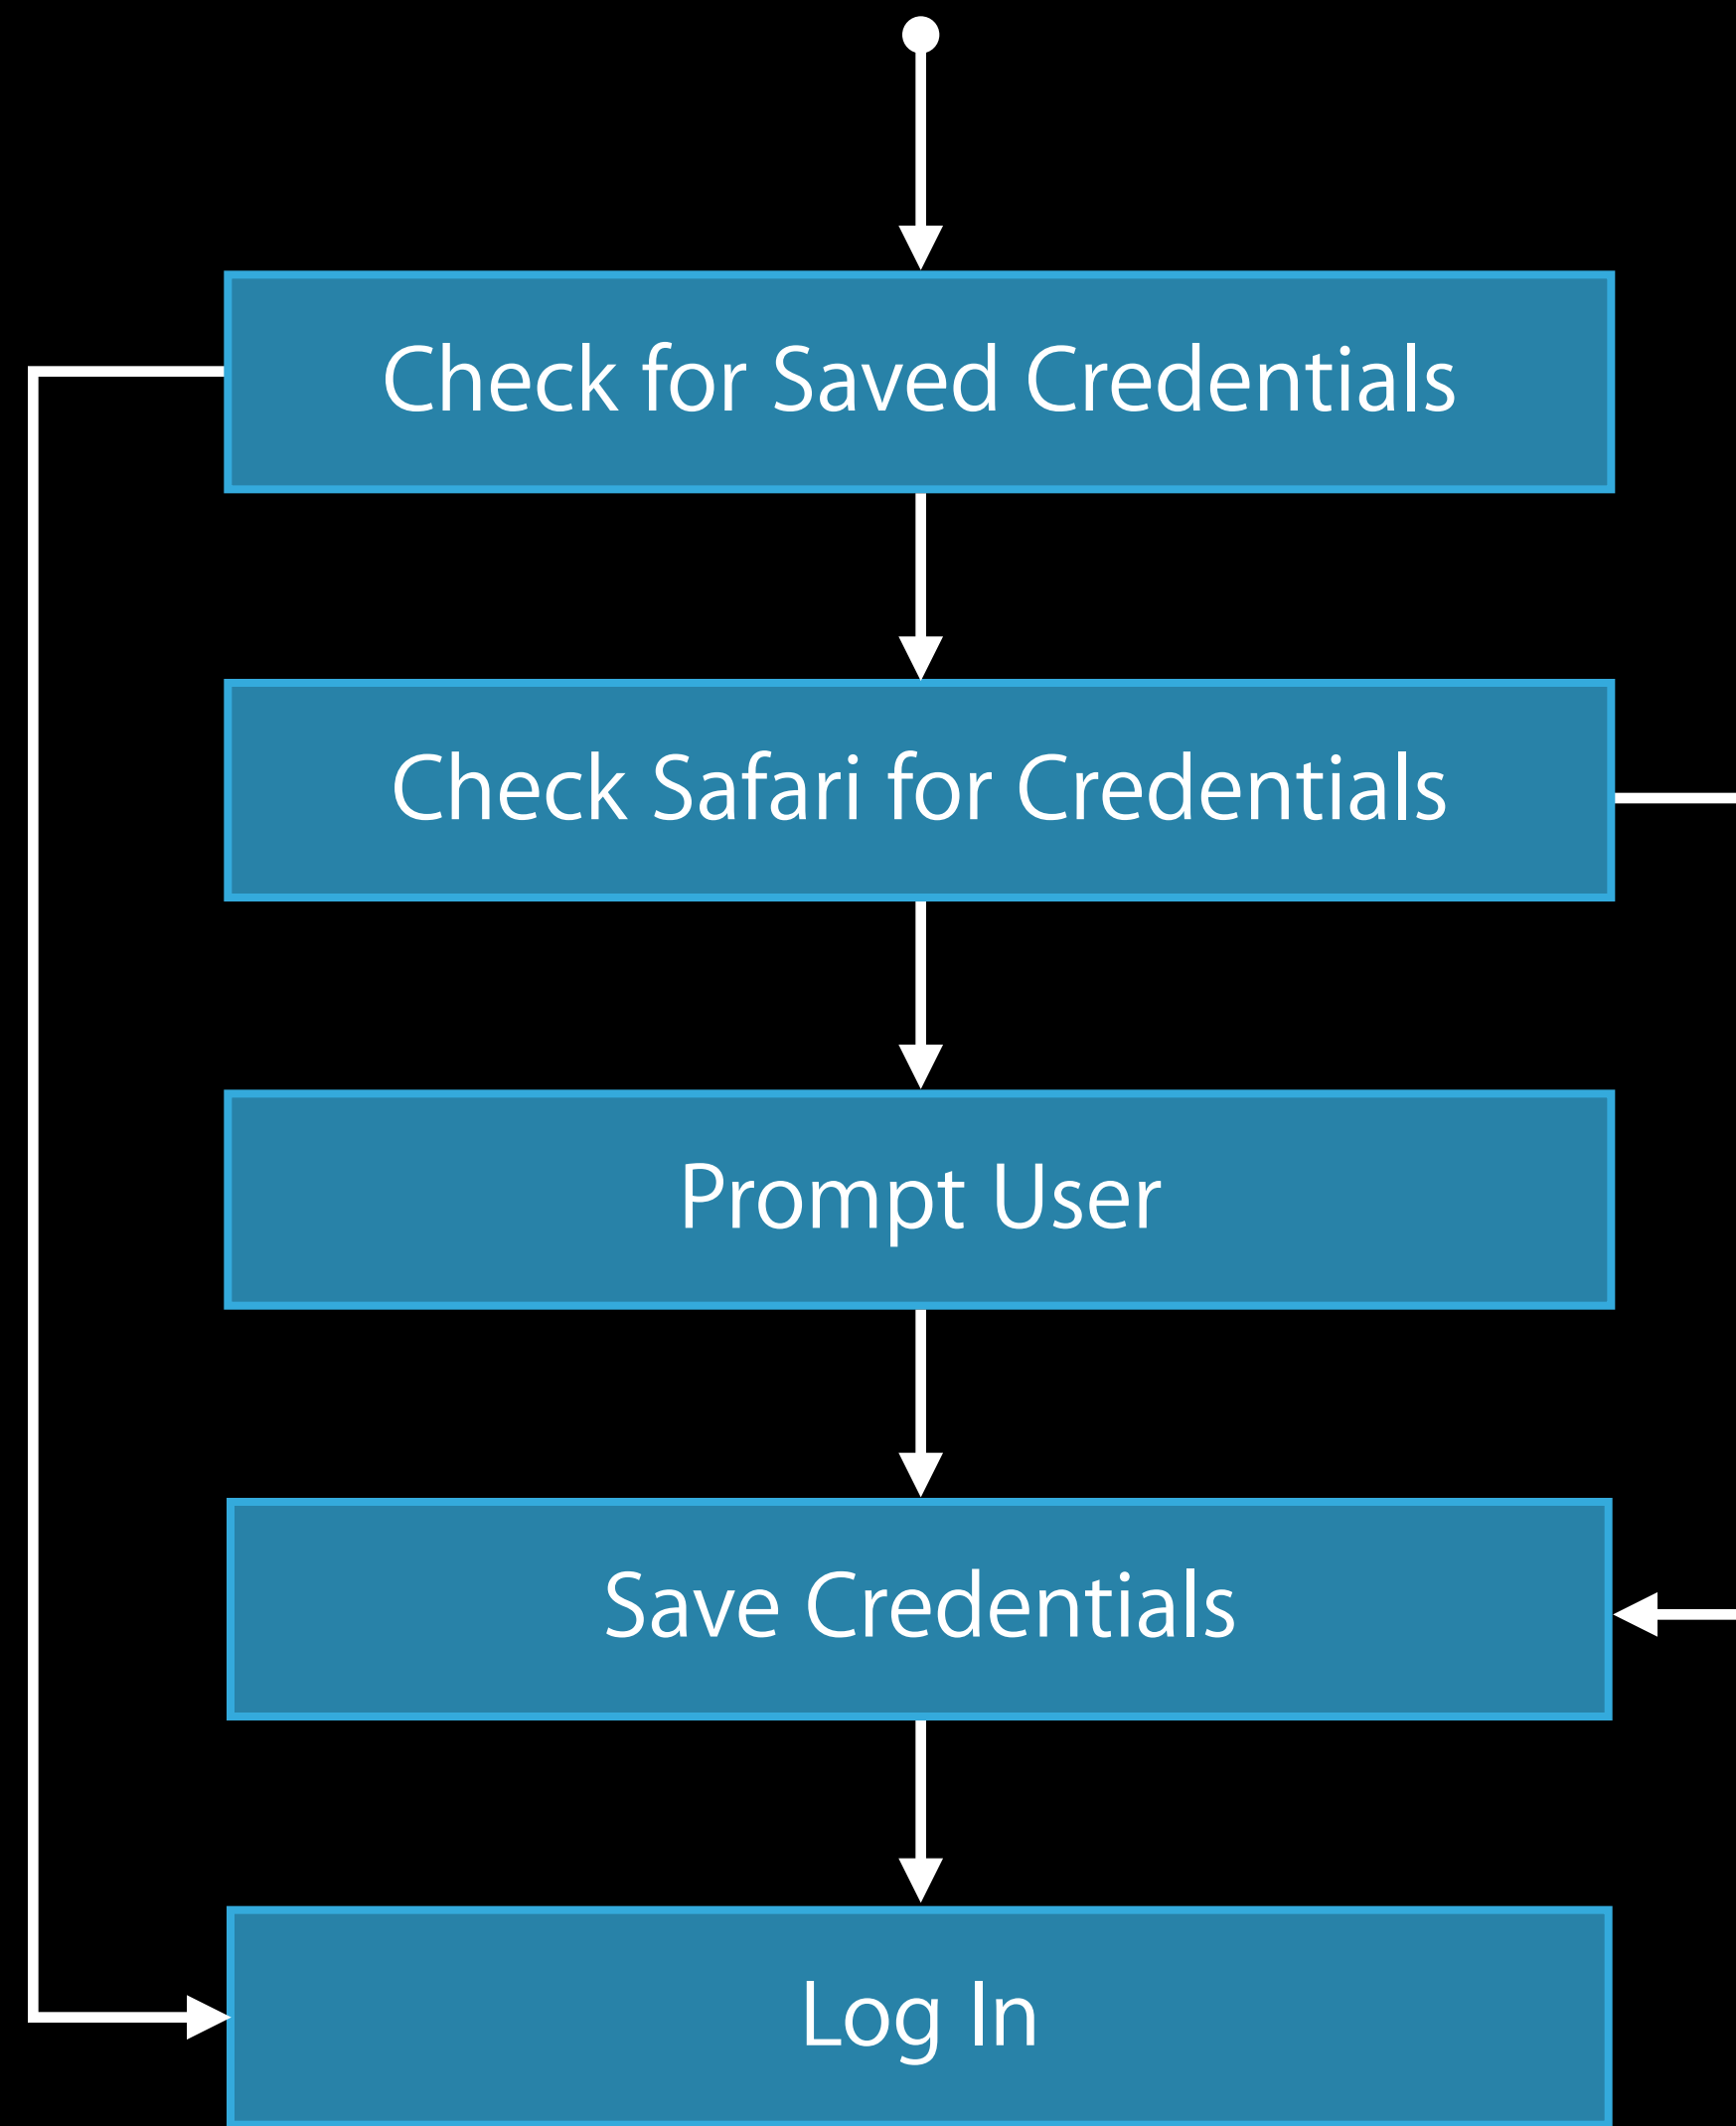 Check for Saved Credentials
Check Safari for Credentials
Prompt User
Save Credentials
Log In